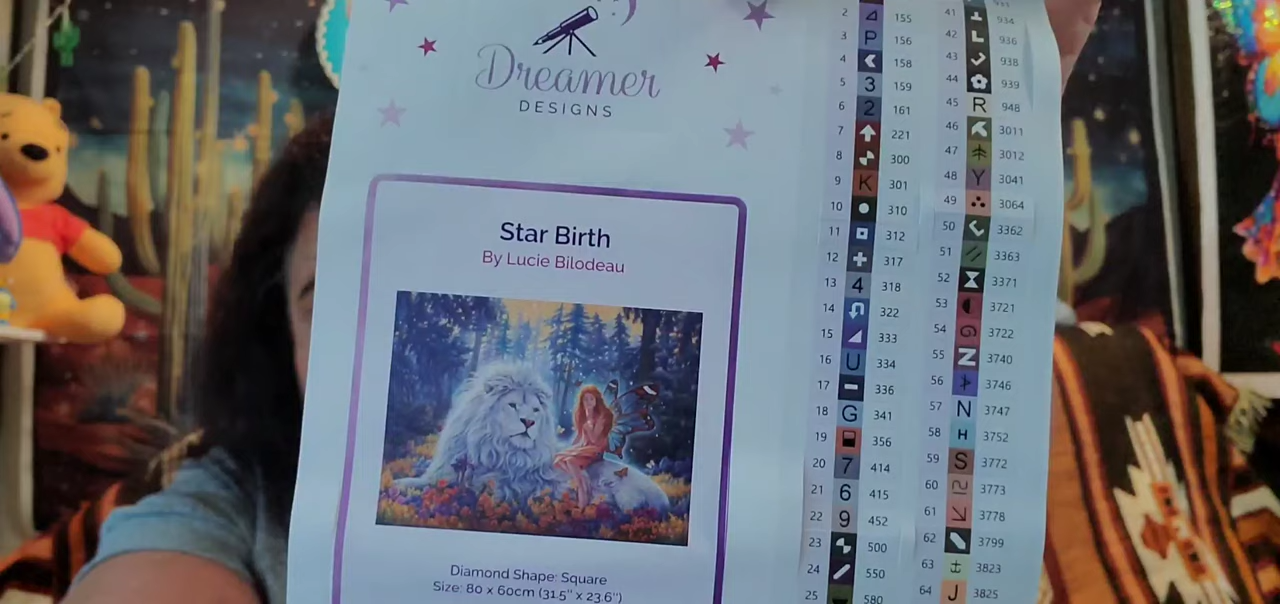 Dreamer
DESIGNS
Star Birth
By Lucie Bilodeau
Diamond Shape: Square
Size: 80 x 60cm (31.5" x 23.6")
2 155
3 P 156
4 158
5 3 159
6 2 161
7 221
8 300
9 K 301
10 310
11 312
12 317
13 4 318
14 322
15 333
16 U 334
17 336
18 G 341
19 356
20 7 414
21 6 415
22 9 452
23 500
24 550
25 580
41 934
42 936
43 938
44 939
45 R 948
46 3011
47 3012
48 Y 3041
49 3064
50 3362
51 3363
52 3371
53 3721
54 3722
55 Z 3740
56 3746
57 N 3747
58 H 3752
59 S 3772
60 3773
61 3778
62 3799
63 3823
64 J 3825